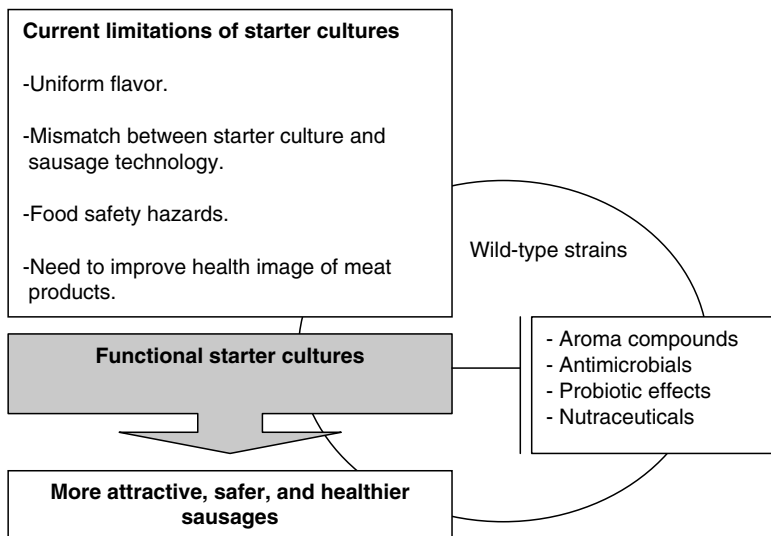 Current limitations of starter cultures
-Uniform flavor.
-Mismatch between starter culture and
sausage technology.
-Food safety hazards.
-Need to improve health image of meat
products.
Wild-type strains
Functional starter cultures
- Aroma compounds
- Antimicrobials
- Probiotic effects
- Nutraceuticals
More attractive, safer, and healthier
sausages